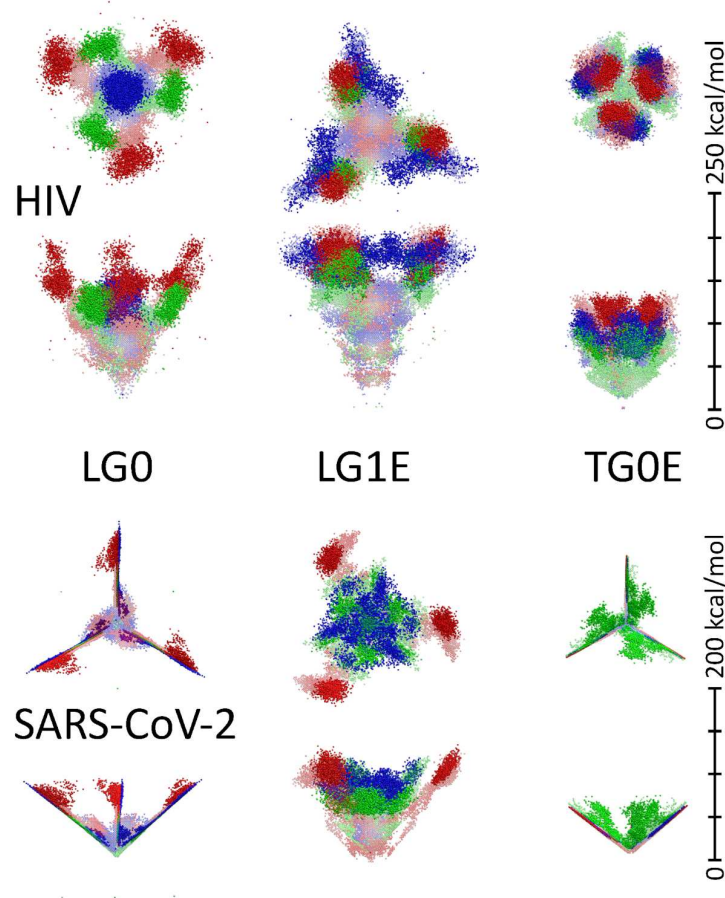 HIV
0 250 kcal/mol
LG0 LG1E TG0E
SARS-CoV-2
0 200 kcal/mol